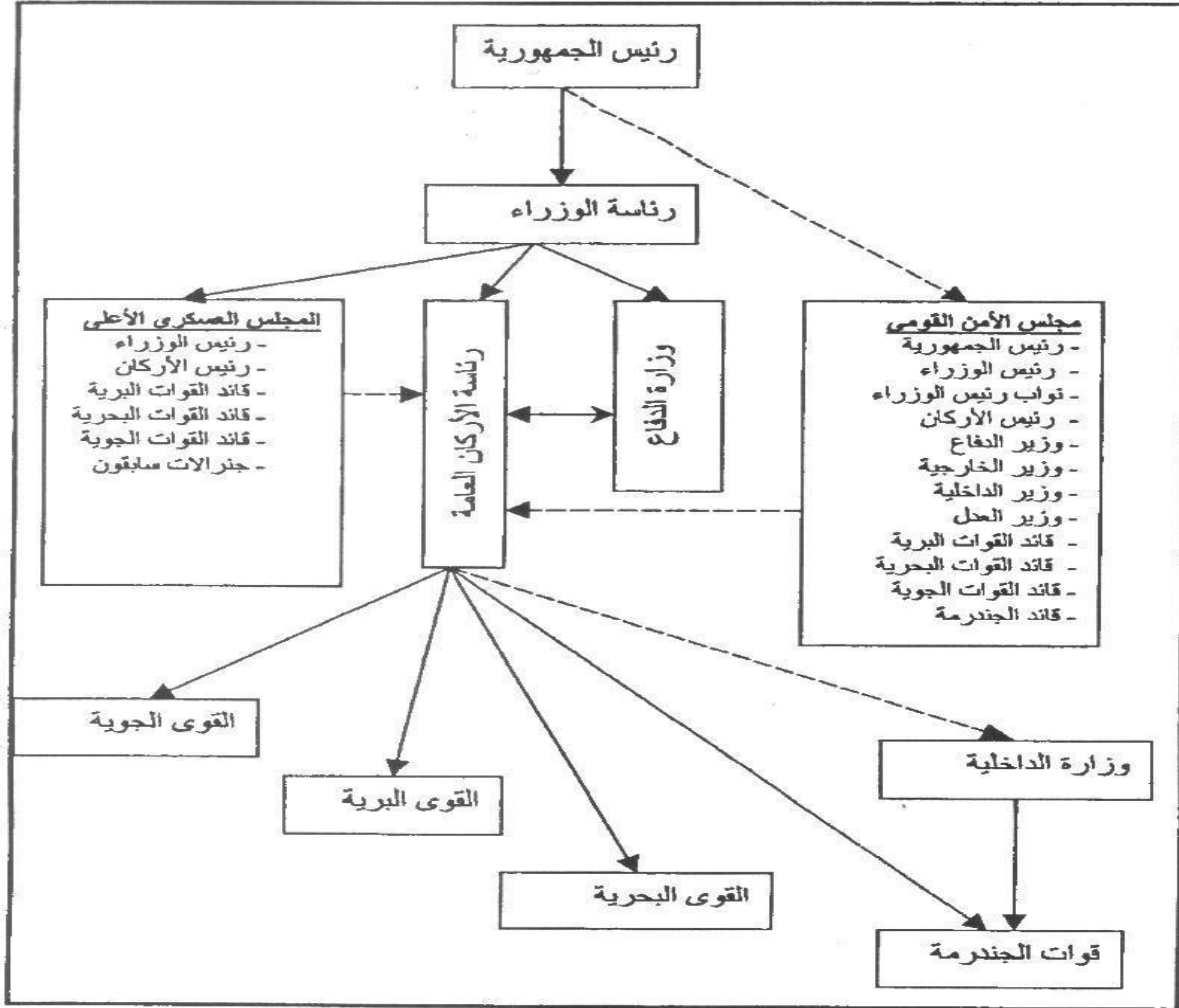 رئيس الجمهورية
رئاسة الوزراء
مجلس الأمن القومى
- رئيس الجمهورية
- رئيس الوزراء
- نواب رئيس الوزراء
- رئيس الأركان
- وزير الدفاع
- وزير الخارجية
- وزير الداخلية
- وزير العدل
- قائد القوات البرية
- قائد القوات البحرية
- قائد القوات الجوية
- قائد الجندرمة
وزارة الدفاع
رئاسة الأركان العامة
المجلس العسكرى الأعلى
- رئيس الوزراء
- رئيس الأركان
- قائد القوات البرية
- قائد القوات البحرية
- قائد القوات الجوية
- جنرالات سابقون
القوى الجوية
وزارة الداخلية
القوى البرية
القوى البحرية
قوات الجندرمة